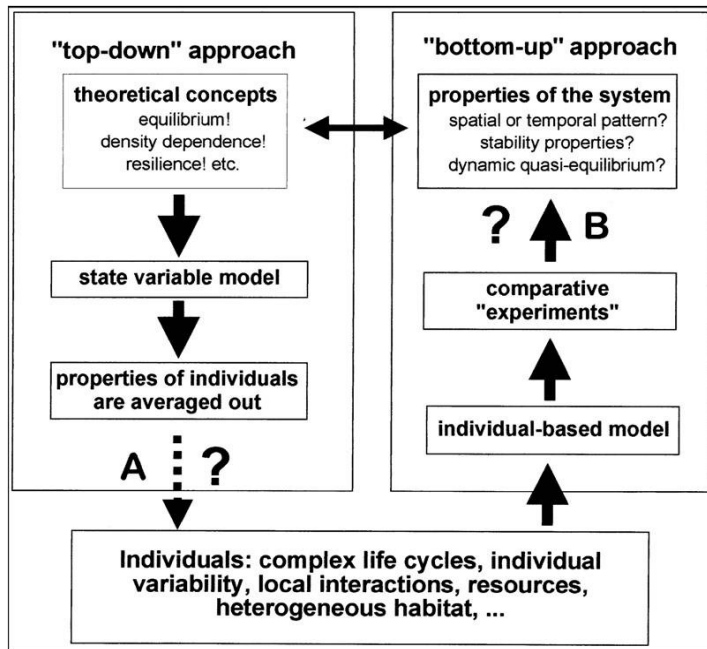 "top-down" approach
theoretical concepts
equilibrium!
density dependence!
resilience! etc.
state variable model
properties of individuals
are averaged out
A ?
"bottom-up" approach
properties of the system
spatial or temporal pattern?
stability properties?
dynamic quasi-equilibrium?
? B
comparative
"experiments"
individual-based model
Individuals: complex life cycles, individual
variability, local interactions, resources,
heterogeneous habitat, ...